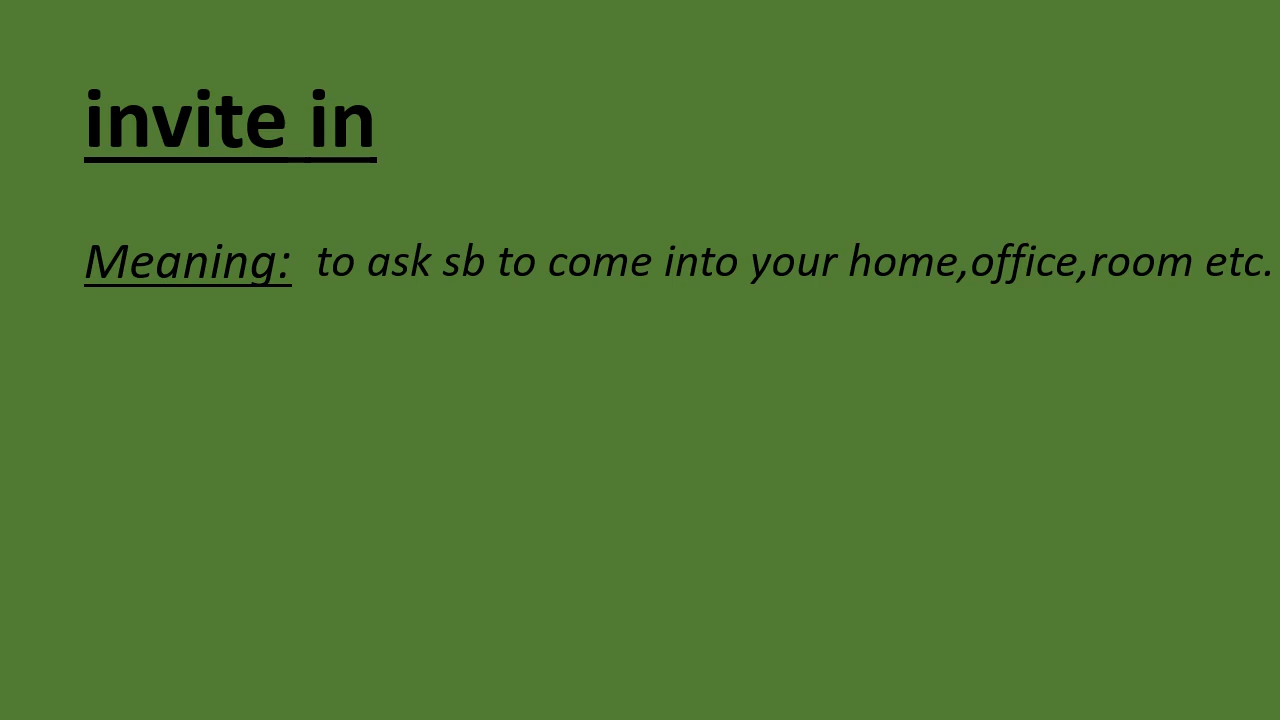 invite in
Meaning: to ask sb to come into your home,office,room etc.